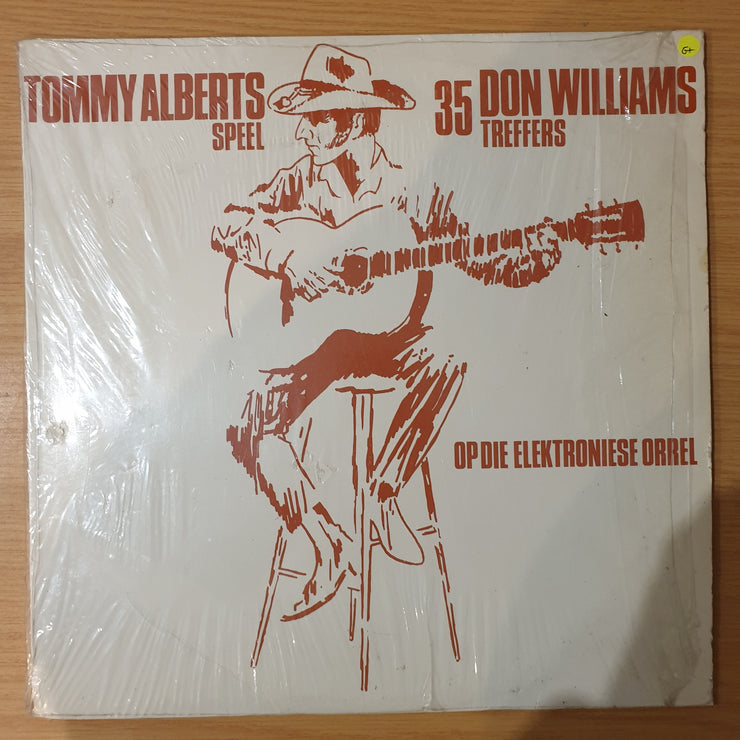 TOMMY ALBERTS
SPEEL
35 DON WILLIAMS
TREFFERS
OP DIE ELEKTRONIESE ORREL
G+